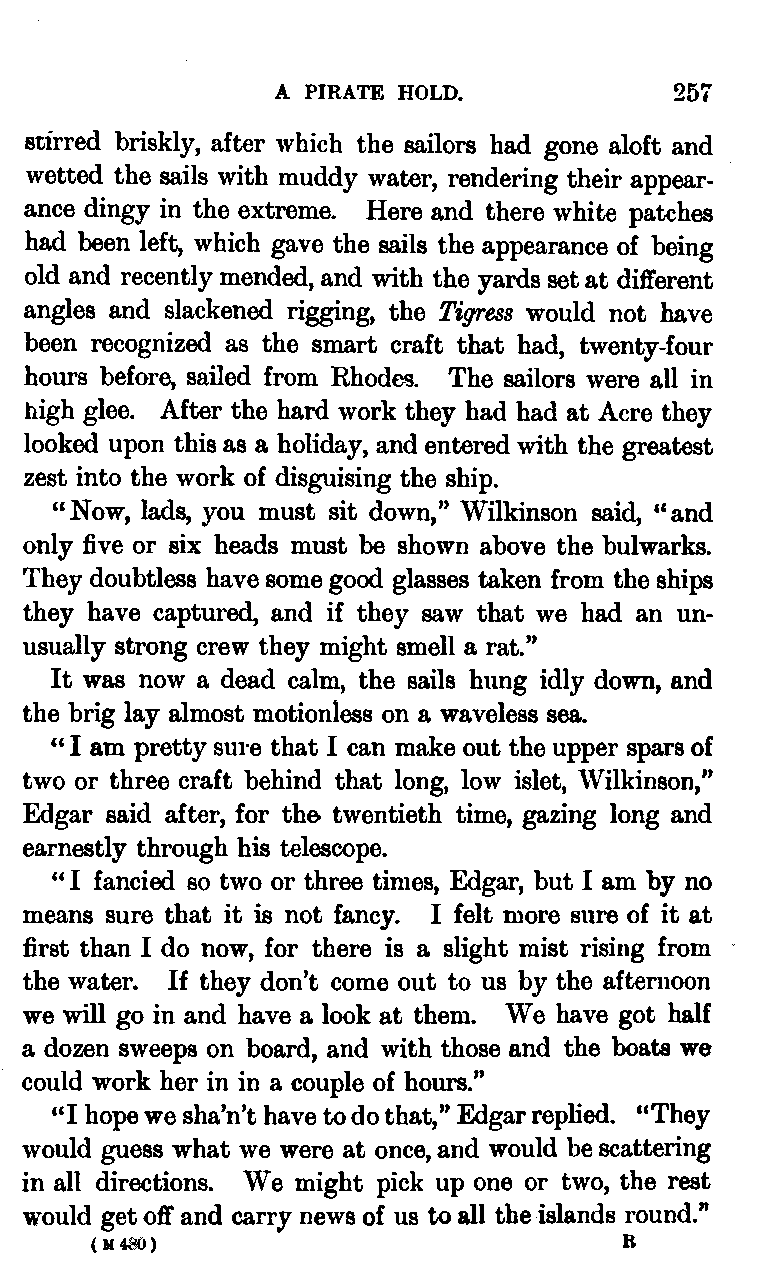 A PIRATE HOLD. 257
stirred briskly, after which the sailors had gone aloft and
wetted the sails with muddy water, rendering their appear-
ance dingy in the extreme. Here and there white patches
had been left, which gave the sails the appearance of being
old and recently mended, and with the yards set at different
angles and slackened rigging, the Tigress would not have
been recognized as the smart craft that had, twenty-four
hours before, sailed from Rhodes. The sailors were all in
high glee. After the hard work they had had at Acre they
looked upon this as a holiday, and entered with the greatest
zest into the work of disguising the ship.
"Now, lads, you must sit down," Wilkinson said, "and
only five or six heads must be shown above the bulwarks.
They doubtless have some good glasses taken from the ships
they have captured, and if they saw that we had an un-
usually strong crew they might smell a rat."
It was now a dead calm, the sails hung idly down, and
the brig lay almost motionless on a waveless sea.
"I am pretty sure that I can make out the upper spars of
two or three craft behind that long, low islet, Wilkinson,"
Edgar said after, for the twentieth time, gazing long and
earnestly through his telescope.
"I fancied so two or three times, Edgar, but I am by no
means sure that it is not fancy. I felt more sure of it at
first than I do now, for there is a slight mist rising from
the water. If they don't come out to us by the afternoon
we will go in and have a look at them. We have got half
a dozen sweeps on board, and with those and the boats we
could work her in in a couple of hours."
"I hope we sha'n't have to do that," Edgar replied. "They
would guess what we were at once, and would be scattering
in all directions. We might pick up one or two, the rest
would get off and carry news of us to all the islands round."
(M 480) R